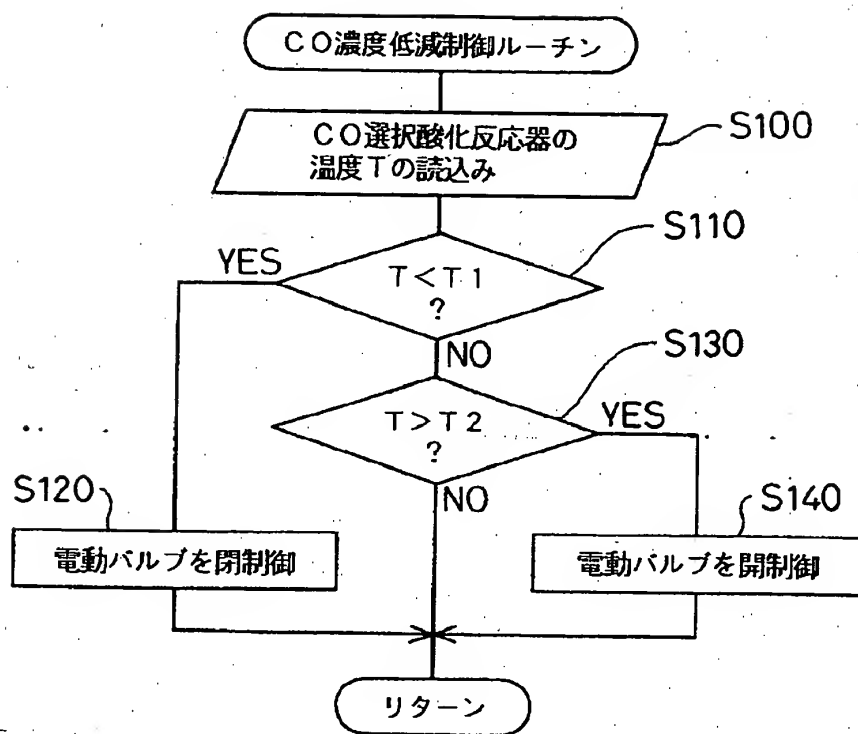 CO濃度低減制御ルーチン
CO選択酸化反応器の
温度Tの読込み
S100
S110
YES
T<T1
?
NO
S130
T>T2
?
YES
NO
S120
S140
電動バルブを閉制御
電動バルブを開制御
リターン